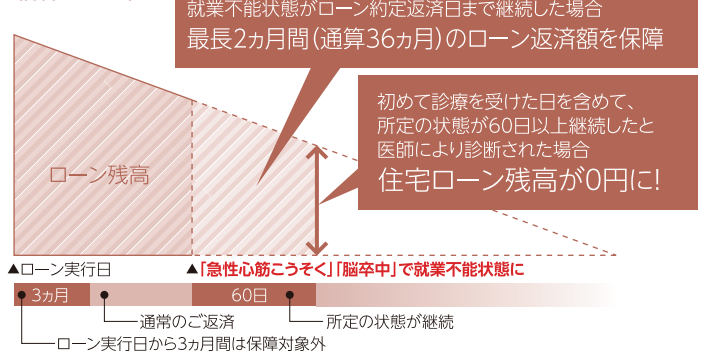 就業不能状態がローン約定返済日まで継続した場合
最長2ヵ月間(通算36ヵ月)のローン返済額を保障
初めて診療を受けた日を含めて、
所定の状態が60日以上継続したと
医師により診断された場合
住宅ローン残高が0円に!
ローン残高
▲ローン実行日
▲「急性心筋こうそく」「脳卒中」で就業不能状態に
3ヵ月
60日
通常のご返済
所定の状態が継続
ローン実行日から3ヵ月間は保障対象外